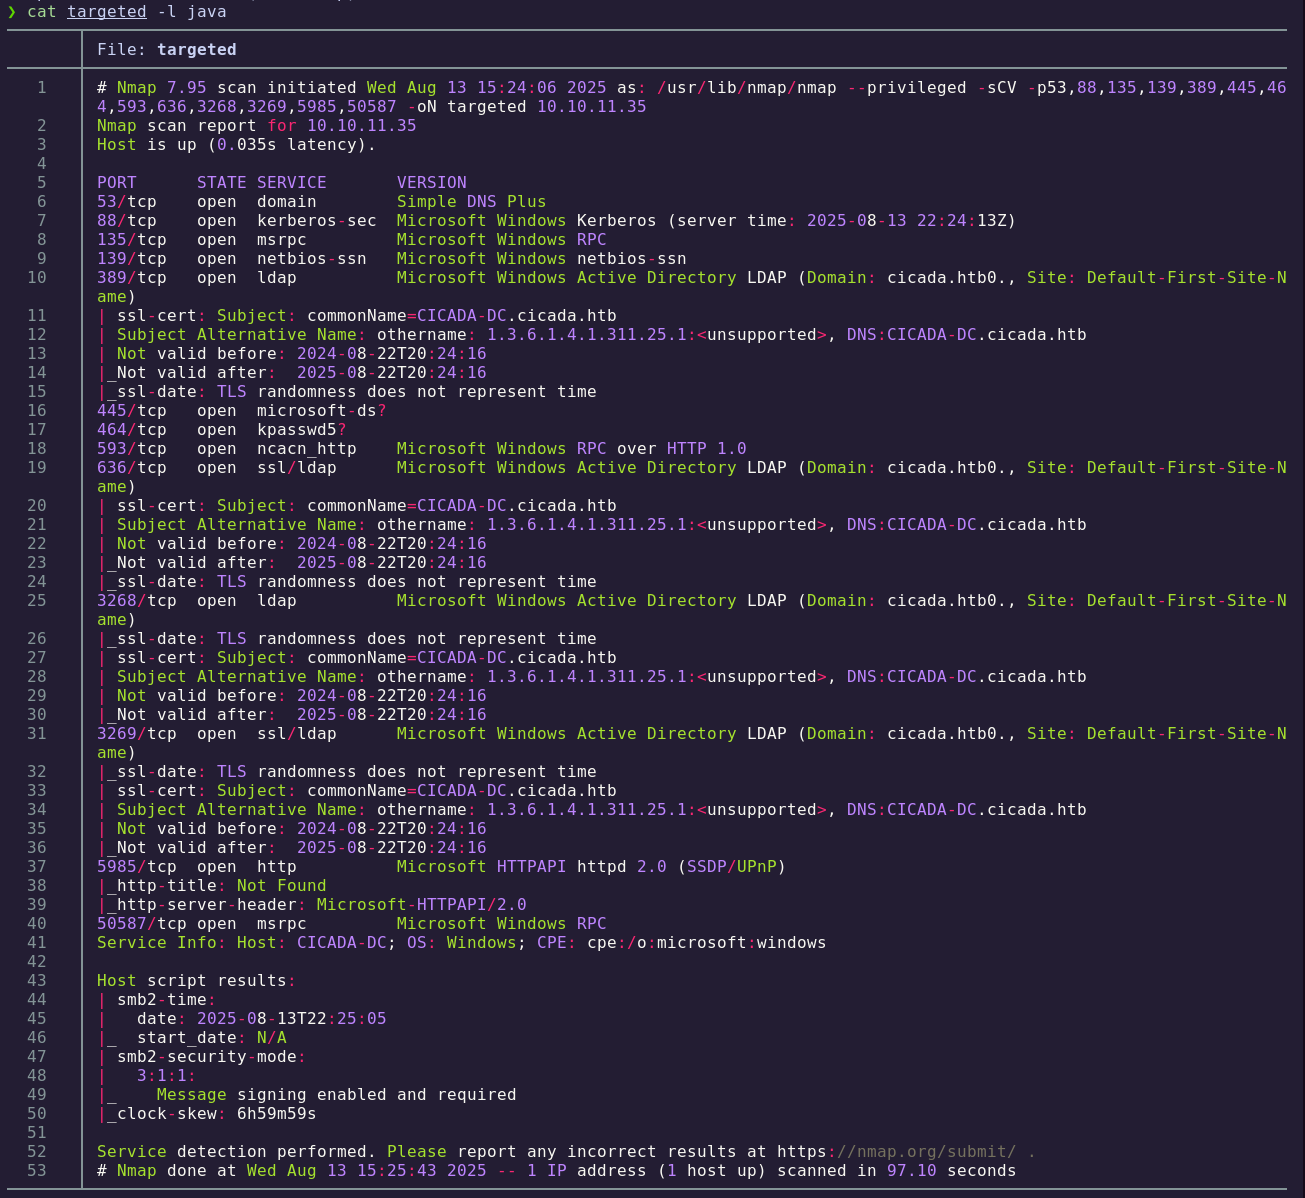 ❯ cat targeted -l java
File: targeted
1 # Nmap 7.95 scan initiated Wed Aug 13 15:24:06 2025 as: /usr/lib/nmap/nmap --privileged -sCV -p53,88,135,139,389,445,46
4,593,636,3268,3269,5985,50587 -oN targeted 10.10.11.35
2 Nmap scan report for 10.10.11.35
3 Host is up (0.035s latency).
4
5 PORT      STATE SERVICE       VERSION
6 53/tcp    open  domain        Simple DNS Plus
7 88/tcp    open  kerberos-sec  Microsoft Windows Kerberos (server time: 2025-08-13 22:24:13Z)
8 135/tcp   open  msrpc         Microsoft Windows RPC
9 139/tcp   open  netbios-ssn   Microsoft Windows netbios-ssn
10 389/tcp   open  ldap          Microsoft Windows Active Directory LDAP (Domain: cicada.htb0., Site: Default-First-Site-N
ame)
11 | ssl-cert: Subject: commonName=CICADA-DC.cicada.htb
12 | Subject Alternative Name: othername: 1.3.6.1.4.1.311.25.1:<unsupported>, DNS:CICADA-DC.cicada.htb
13 | Not valid before: 2024-08-22T20:24:16
14 |_Not valid after:  2025-08-22T20:24:16
15 |_ssl-date: TLS randomness does not represent time
16 445/tcp   open  microsoft-ds?
17 464/tcp   open  kpasswd5?
18 593/tcp   open  ncacn_http    Microsoft Windows RPC over HTTP 1.0
19 636/tcp   open  ssl/ldap      Microsoft Windows Active Directory LDAP (Domain: cicada.htb0., Site: Default-First-Site-N
ame)
20 | ssl-cert: Subject: commonName=CICADA-DC.cicada.htb
21 | Subject Alternative Name: othername: 1.3.6.1.4.1.311.25.1:<unsupported>, DNS:CICADA-DC.cicada.htb
22 | Not valid before: 2024-08-22T20:24:16
23 |_Not valid after:  2025-08-22T20:24:16
24 |_ssl-date: TLS randomness does not represent time
25 3268/tcp  open  ldap          Microsoft Windows Active Directory LDAP (Domain: cicada.htb0., Site: Default-First-Site-N
ame)
26 |_ssl-date: TLS randomness does not represent time
27 | ssl-cert: Subject: commonName=CICADA-DC.cicada.htb
28 | Subject Alternative Name: othername: 1.3.6.1.4.1.311.25.1:<unsupported>, DNS:CICADA-DC.cicada.htb
29 | Not valid before: 2024-08-22T20:24:16
30 |_Not valid after:  2025-08-22T20:24:16
31 3269/tcp  open  ssl/ldap      Microsoft Windows Active Directory LDAP (Domain: cicada.htb0., Site: Default-First-Site-N
ame)
32 |_ssl-date: TLS randomness does not represent time
33 | ssl-cert: Subject: commonName=CICADA-DC.cicada.htb
34 | Subject Alternative Name: othername: 1.3.6.1.4.1.311.25.1:<unsupported>, DNS:CICADA-DC.cicada.htb
35 | Not valid before: 2024-08-22T20:24:16
36 |_Not valid after:  2025-08-22T20:24:16
37 5985/tcp  open  http          Microsoft HTTPAPI httpd 2.0 (SSDP/UPnP)
38 |_http-title: Not Found
39 |_http-server-header: Microsoft-HTTPAPI/2.0
40 50587/tcp open  msrpc         Microsoft Windows RPC
41 Service Info: Host: CICADA-DC; OS: Windows; CPE: cpe:/o:microsoft:windows
42
43 Host script results:
44 | smb2-time:
45 |   date: 2025-08-13T22:25:05
46 |_  start_date: N/A
47 | smb2-security-mode:
48 |   3:1:1:
49 |_    Message signing enabled and required
50 |_clock-skew: 6h59m59s
51
52 Service detection performed. Please report any incorrect results at https://nmap.org/submit/ .
53 # Nmap done at Wed Aug 13 15:25:43 2025 -- 1 IP address (1 host up) scanned in 97.10 seconds